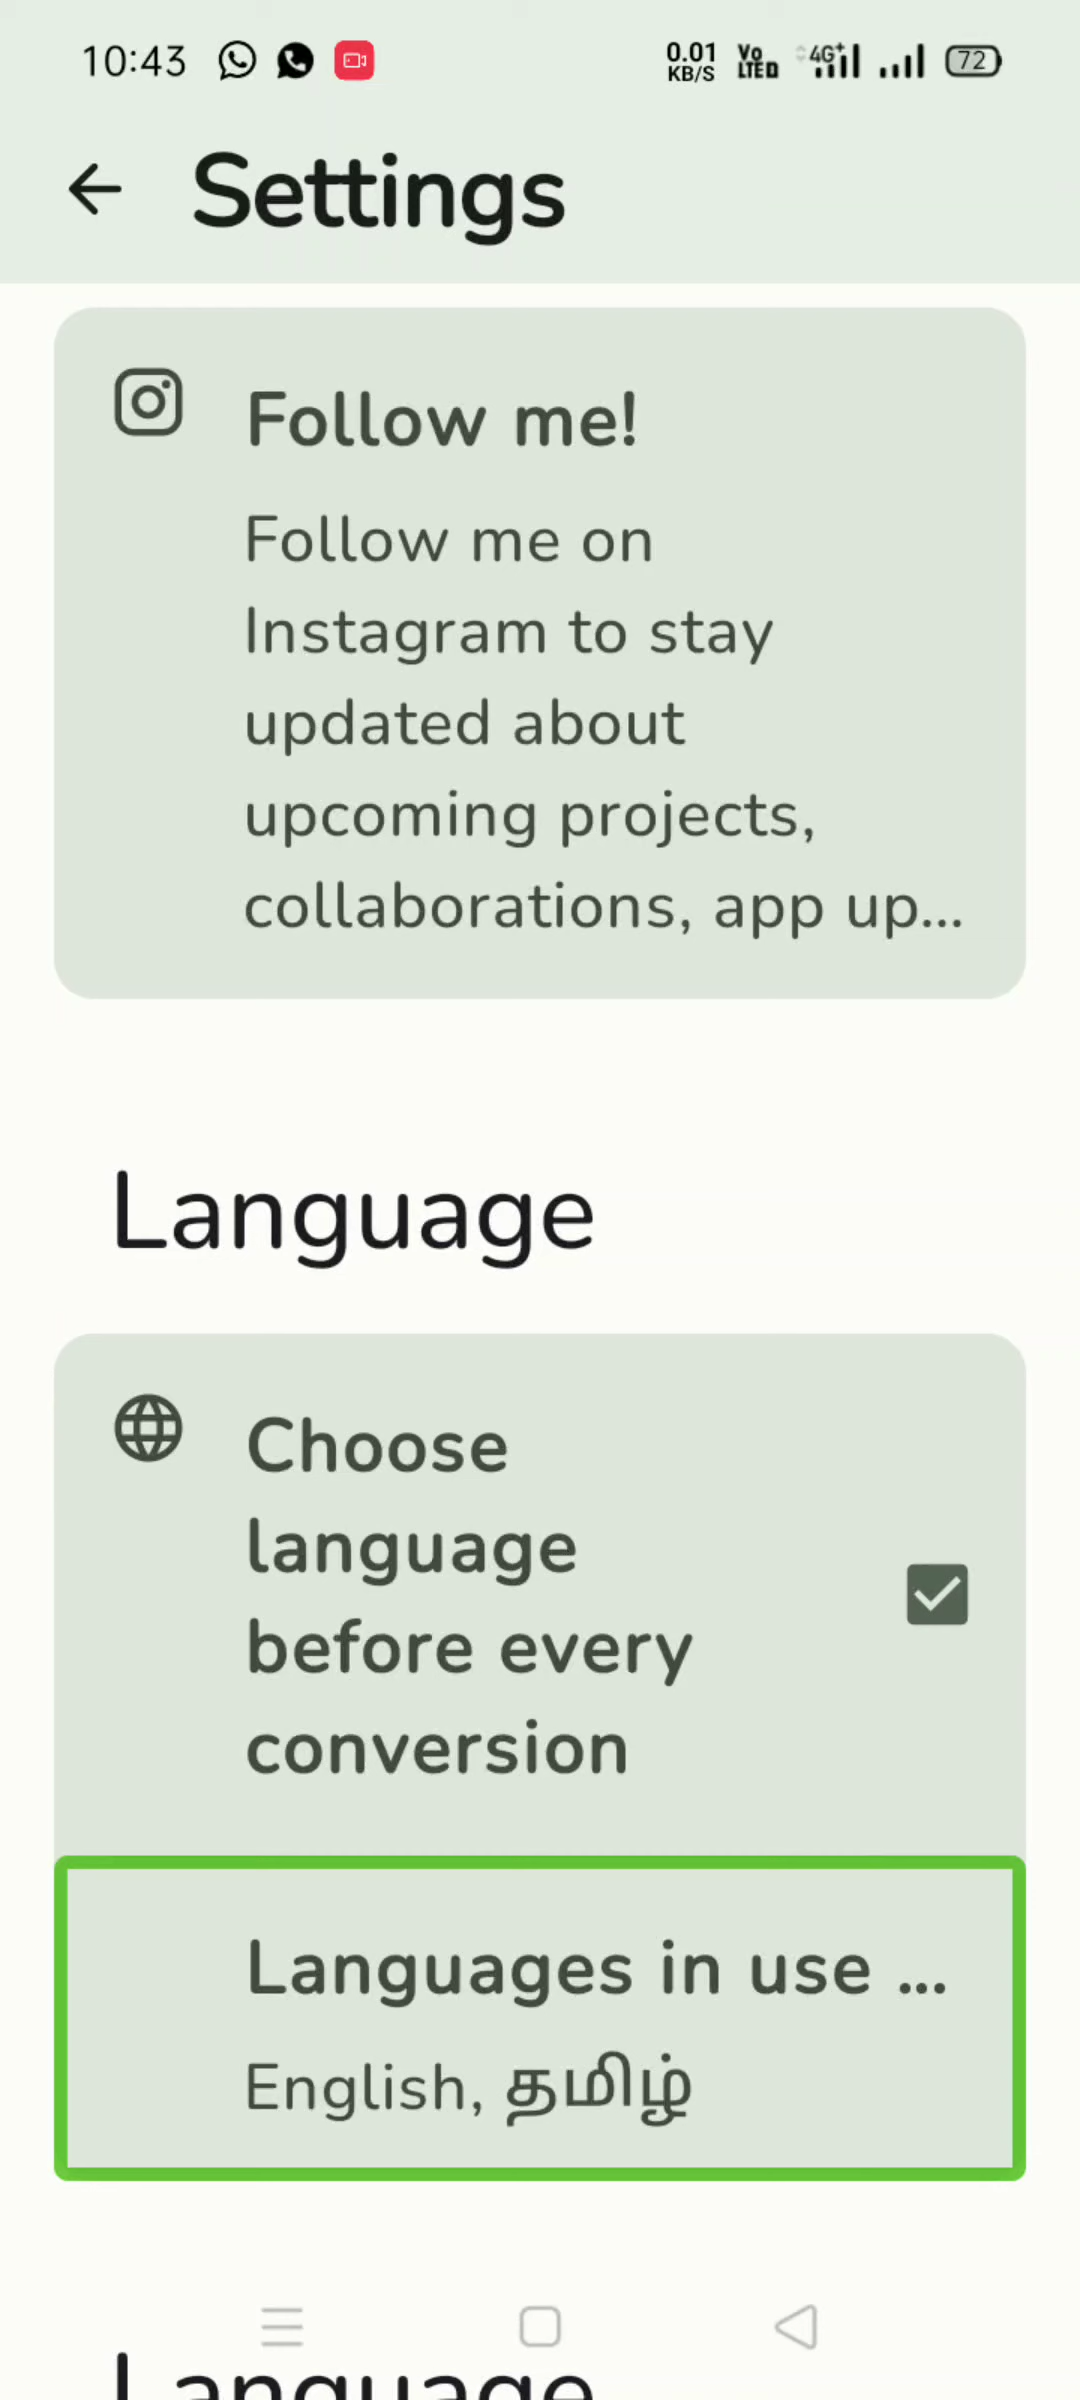 10:43 0.01 KB/S Vo LTE D 4G+ 72
Settings
Follow me!
Follow me on
Instagram to stay
updated about
upcoming projects,
collaborations, app up...
Language
Choose
language
before every
conversion
Languages in use ...
English, தமிழ்
Language